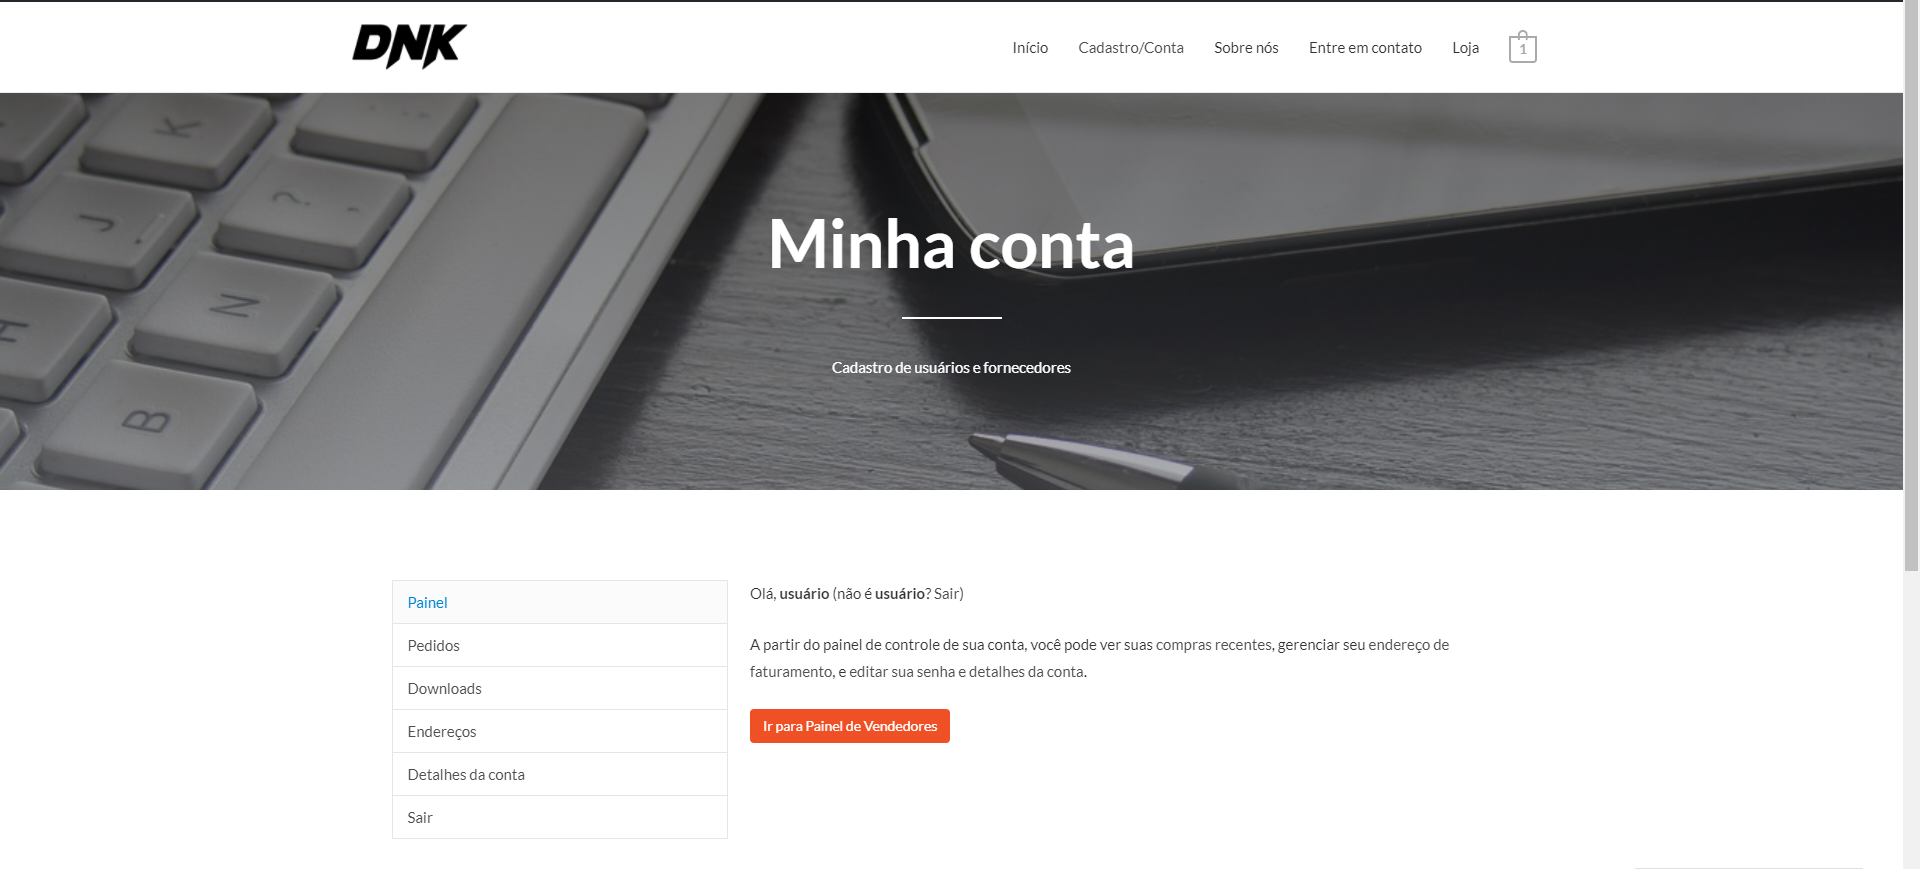 DNK
Início
Cadastro/Conta
Sobre nós
Entre em contato
Loja
1
K
J
?
,
N
H
B
Minha conta
Cadastro de usuários e fornecedores
Painel
Pedidos
Downloads
Endereços
Detalhes da conta
Sair
Olá, usuário (não é usuário? Sair)
A partir do painel de controle de sua conta, você pode ver suas compras recentes, gerenciar seu endereço de
faturamento, e editar sua senha e detalhes da conta.
Ir para Painel de Vendedores